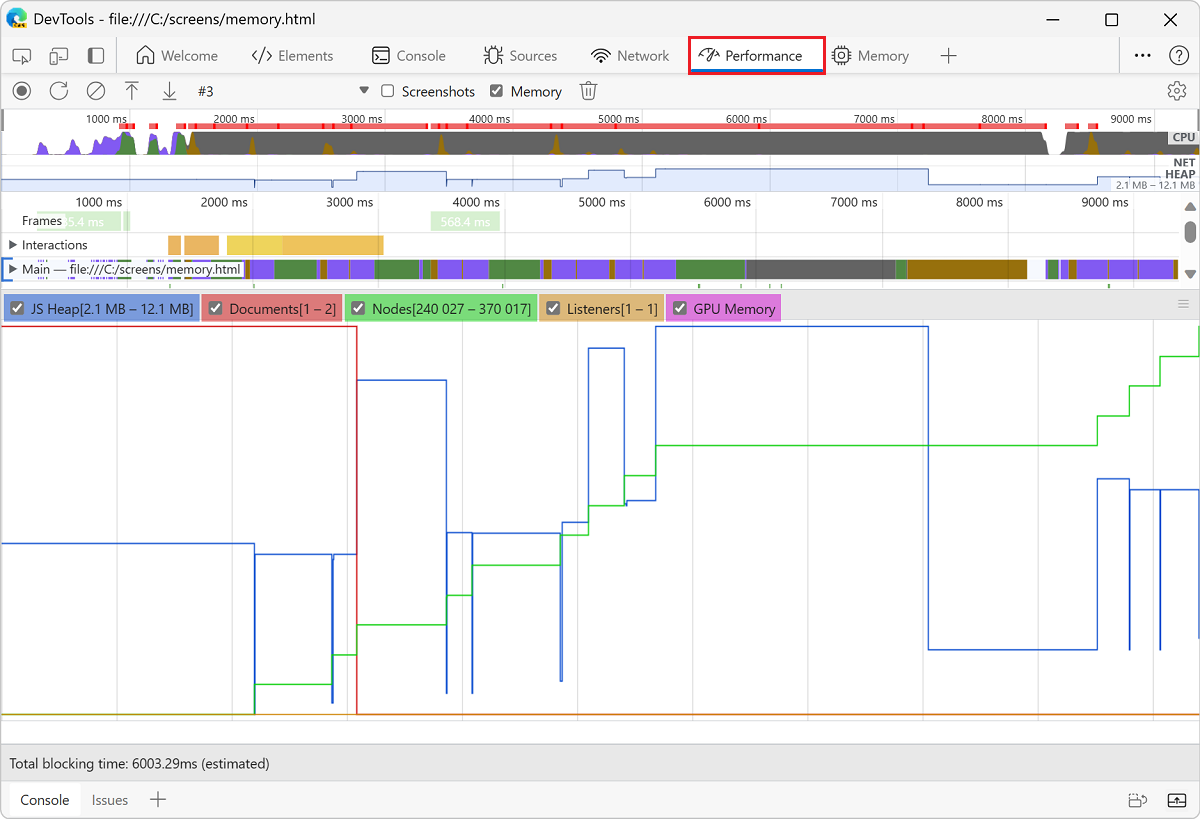 DevTools - file:///C:/screens/memory.html
Welcome Elements Console Sources Network Performance Memory
#3 Screenshots Memory
1000 ms 2000 ms 3000 ms 4000 ms 5000 ms 6000 ms 7000 ms 8000 ms 9000 ms
CPU
NET
HEAP
2.1 MB – 12.1 MB
1000 ms 2000 ms 3000 ms 4000 ms 5000 ms 6000 ms 7000 ms 8000 ms 9000 ms
Frames 5.4 ms 568.4 ms
Interactions
Main — file:///C:/screens/memory.html
JS Heap[2.1 MB – 12.1 MB] Documents[1 – 2] Nodes[240 027 – 370 017] Listeners[1 – 1] GPU Memory
Total blocking time: 6003.29ms (estimated)
Console Issues